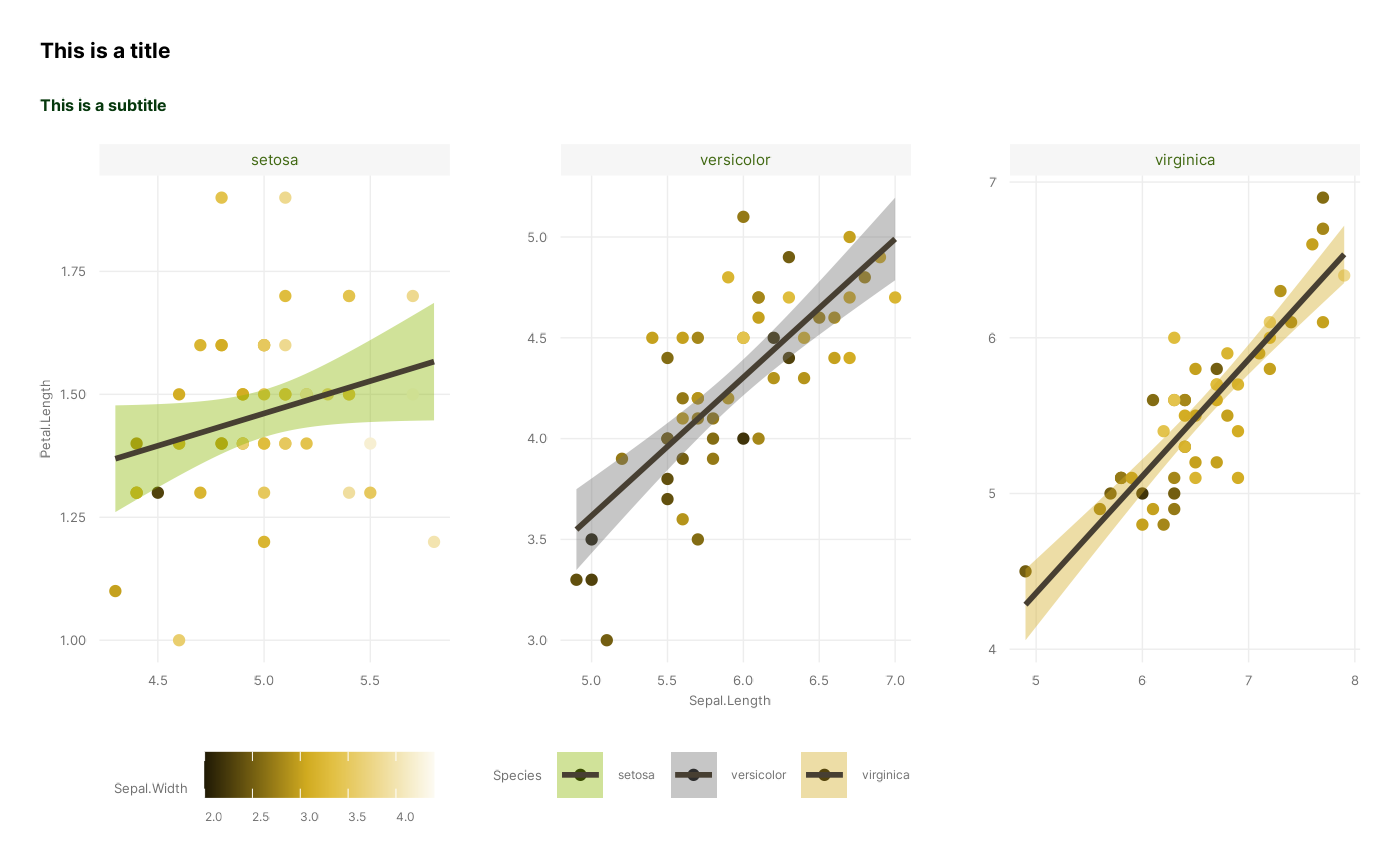 This is a title
This is a subtitle
setosa
versicolor
virginica
Petal.Length
1.75
1.50
1.25
1.00
4.5 5.0 5.5
5.0
4.5
4.0
3.5
3.0
5.0 5.5 6.0 6.5 7.0
7
6
5
4
5 6 7 8
Sepal.Length
Sepal.Width
2.0 2.5 3.0 3.5 4.0
Species setosa versicolor virginica